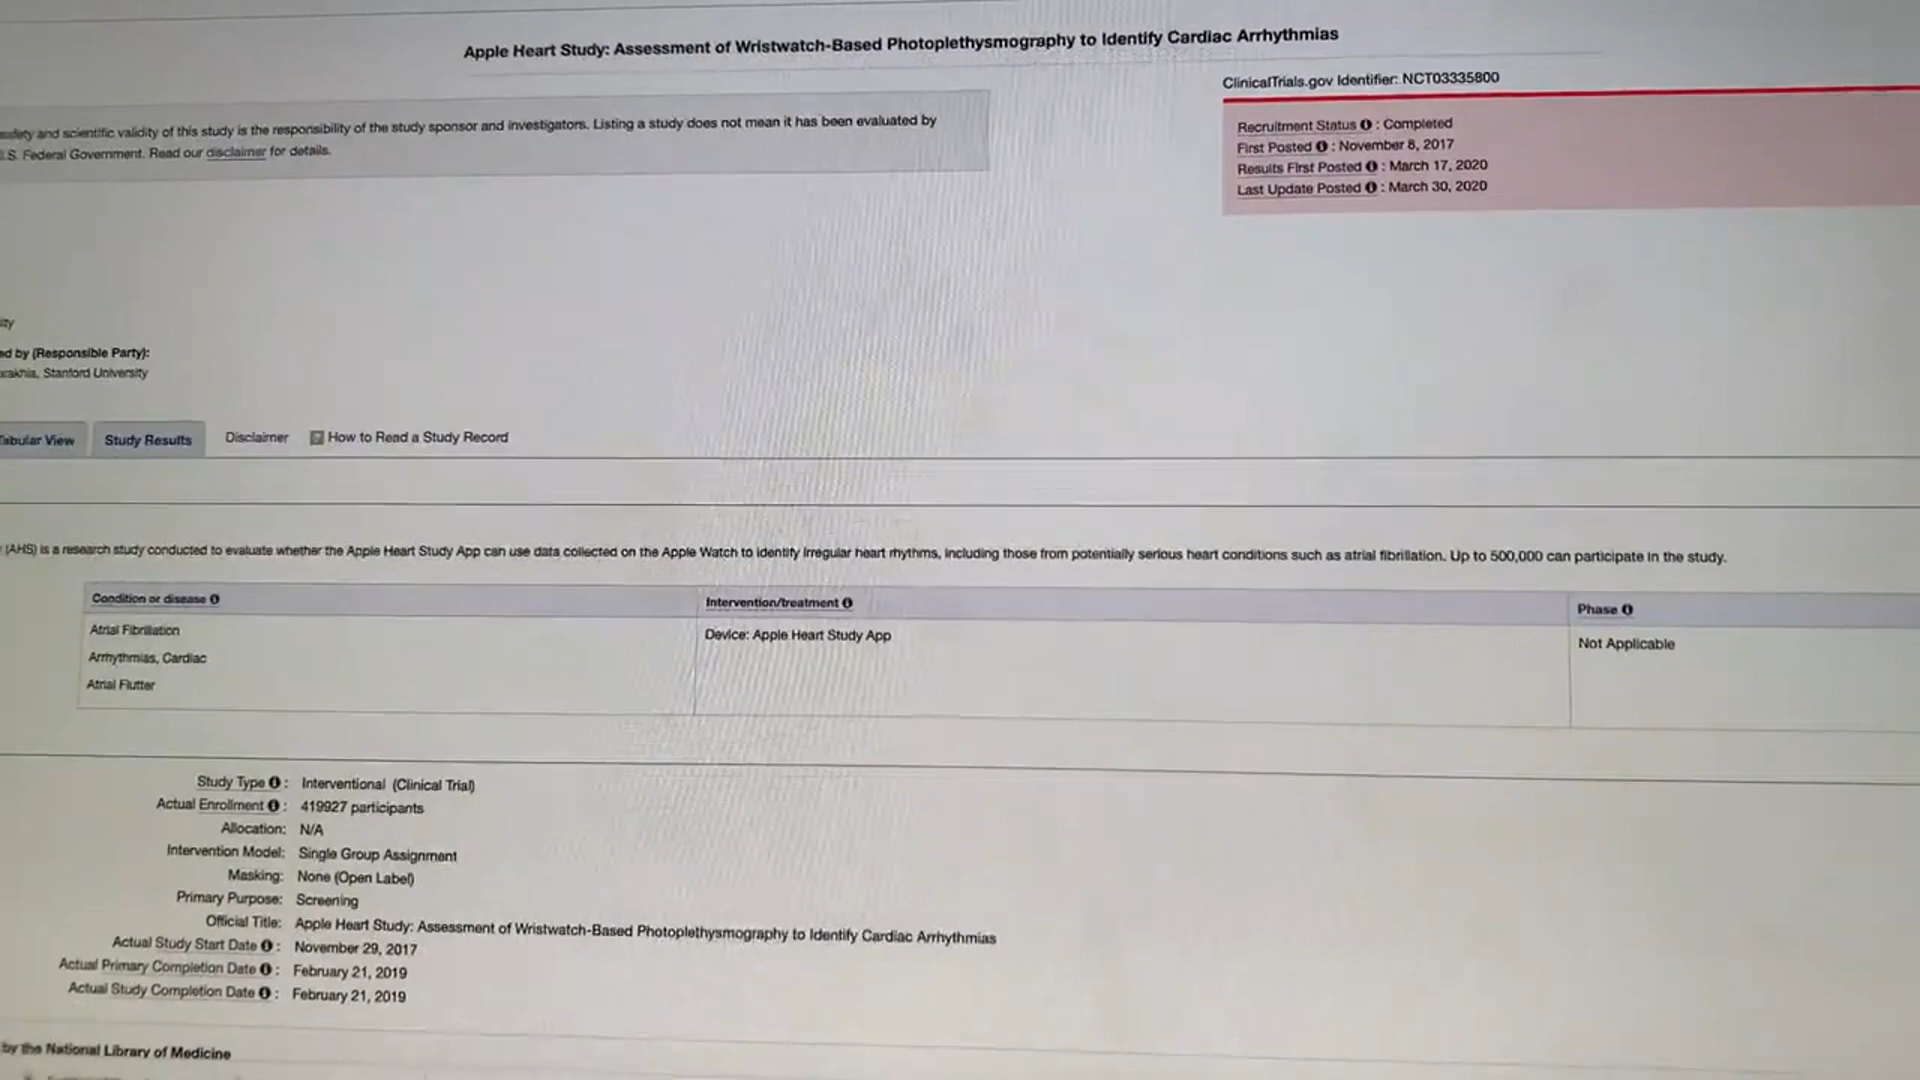 Apple Heart Study: Assessment of Wristwatch-Based Photoplethysmography to Identify Cardiac Arrhythmias
ClinicalTrials.gov Identifier: NCT03335800
and scientific validity of this study is the responsibility of the study sponsor and investigators. Listing a study does not mean it has been evaluated by
Federal Government. Read our disclaimer for details.
Recruitment Status : Completed
First Posted : November 8, 2017
Results First Posted : March 17, 2020
Last Update Posted : March 30, 2020
by (Responsible Party):
Stanford University
Tabular View
Study Results
Disclaimer
? How to Read a Study Record
(AHS) is a research study conducted to evaluate whether the Apple Heart Study App can use data collected on the Apple Watch to identify irregular heart rhythms, including those from potentially serious heart conditions such as atrial fibrillation. Up to 500,000 can participate in the study.
Condition or disease
Intervention/treatment
Phase
Atrial Fibrillation
Device: Apple Heart Study App
Not Applicable
Arrhythmias, Cardiac
Atrial Flutter
Study Type : Interventional (Clinical Trial)
Actual Enrollment : 419927 participants
Allocation: N/A
Intervention Model: Single Group Assignment
Masking: None (Open Label)
Primary Purpose: Screening
Official Title: Apple Heart Study: Assessment of Wristwatch-Based Photoplethysmography to Identify Cardiac Arrhythmias
Actual Study Start Date : November 29, 2017
Actual Primary Completion Date : February 21, 2019
Actual Study Completion Date : February 21, 2019
by the National Library of Medicine